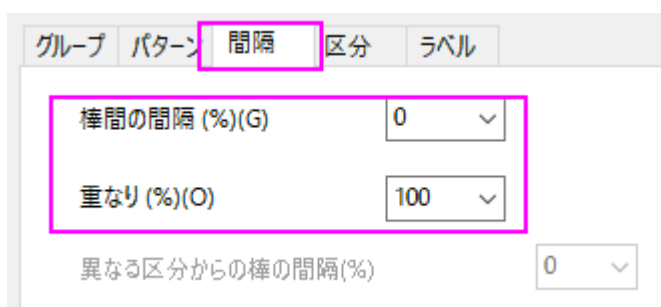 グループ パターン 間隔 区分 ラベル
棒間の間隔 (%)(G) 0
重なり (%)(O) 100
異なる区分からの棒の間隔(%) 0